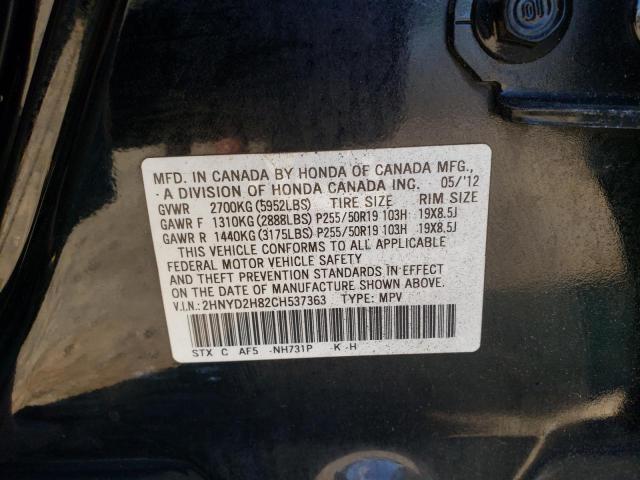 MFD. IN CANADA BY HONDA OF CANADA MFG.,
A DIVISION OF HONDA CANADA INC. 05/'12
GVWR 2700KG (5952LBS) TIRE SIZE RIM SIZE
GAWR F 1310KG (2888LBS) P255/50R19 103H 19X8.5J
GAWR R 1440KG (3175LBS) P255/50R19 103H 19X8.5J
THIS VEHICLE CONFORMS TO ALL APPLICABLE
FEDERAL MOTOR VEHICLE SAFETY
AND THEFT PREVENTION STANDARDS IN EFFECT
ON THE DATE OF MANUFACTURE SHOWN ABOVE.
V.I.N.: 2HNYD2H82CH537363 TYPE: MPV
STX C AF5 -NH731P -K -H